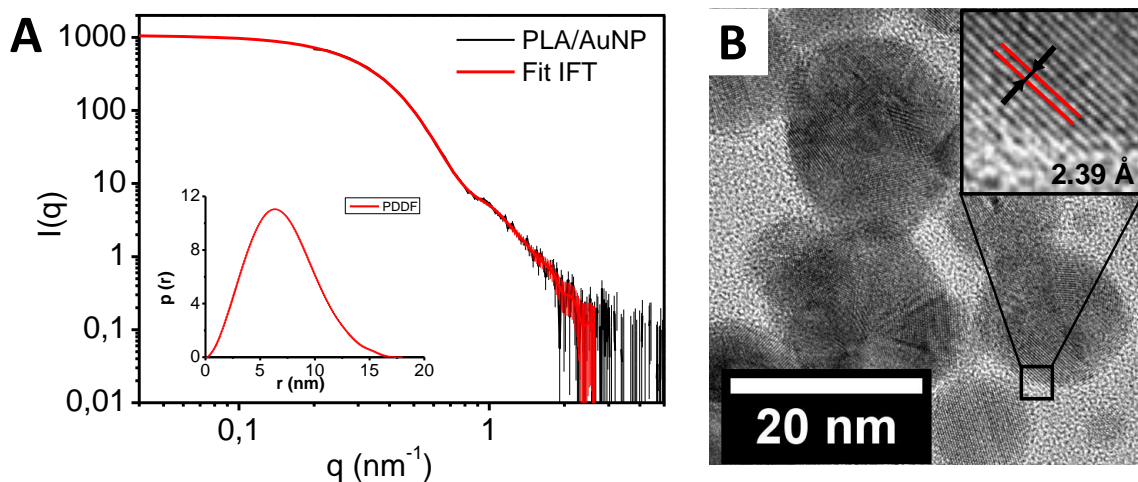 A
1000
100
10
1
0,1
0,01
I(q)
PLA/AuNP
Fit IFT
12
8
4
0
p (r)
PDDF
0 5 10 15 20
r (nm)
0,1 1
q (nm⁻¹)
B
2.39 Å
20 nm